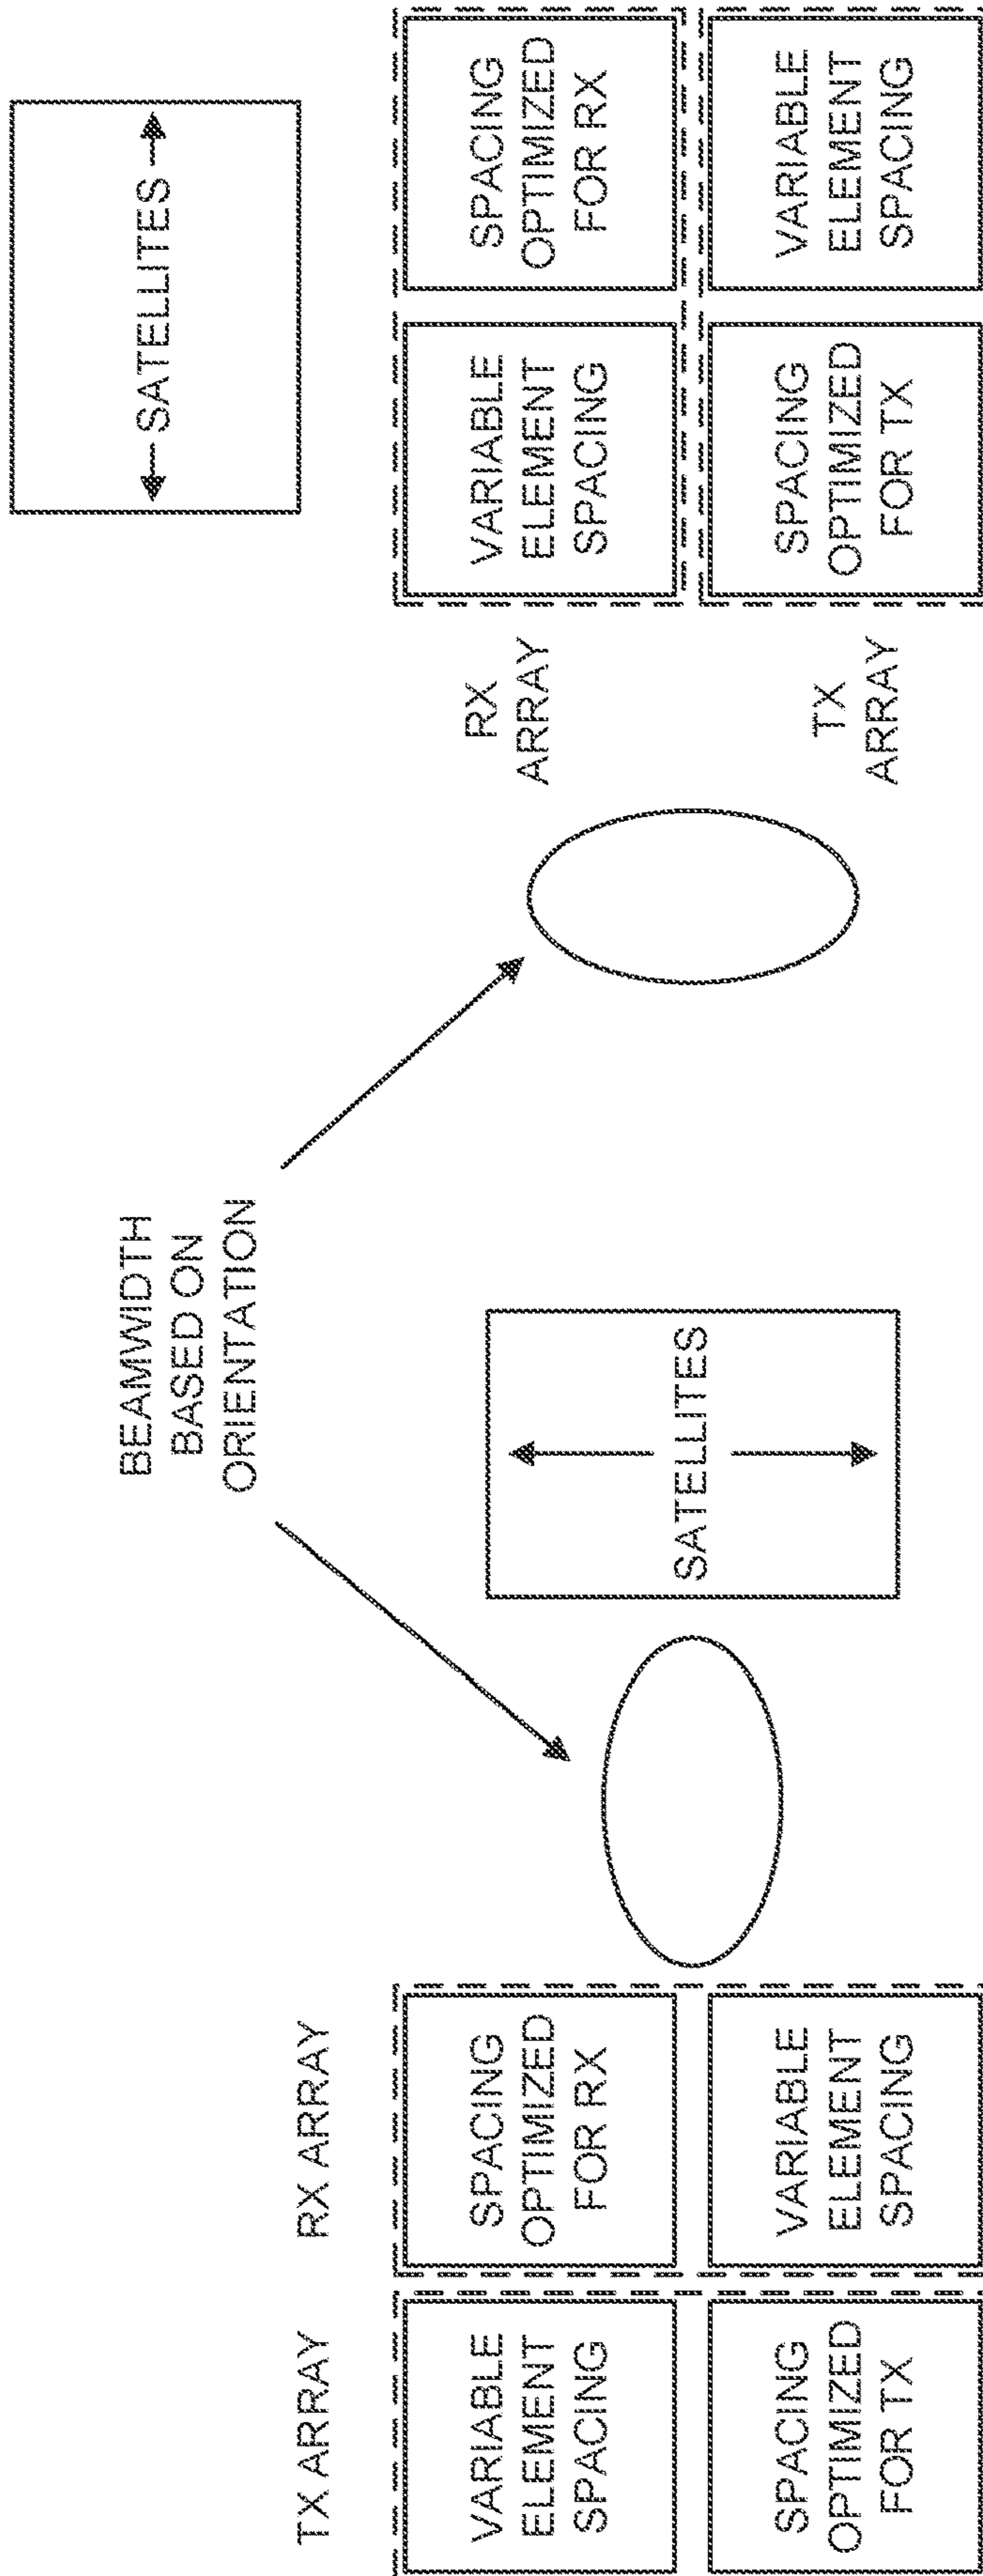 TX ARRAY
RX ARRAY
VARIABLE
ELEMENT
SPACING
SPACING
OPTIMIZED
FOR RX
SPACING
OPTIMIZED
FOR TX
VARIABLE
ELEMENT
SPACING
BEAMWIDTH
BASED ON
ORIENTATION
SATELLITES
SATELLITES
RX
ARRAY
VARIABLE
ELEMENT
SPACING
SPACING
OPTIMIZED
FOR RX
TX
ARRAY
SPACING
OPTIMIZED
FOR TX
VARIABLE
ELEMENT
SPACING